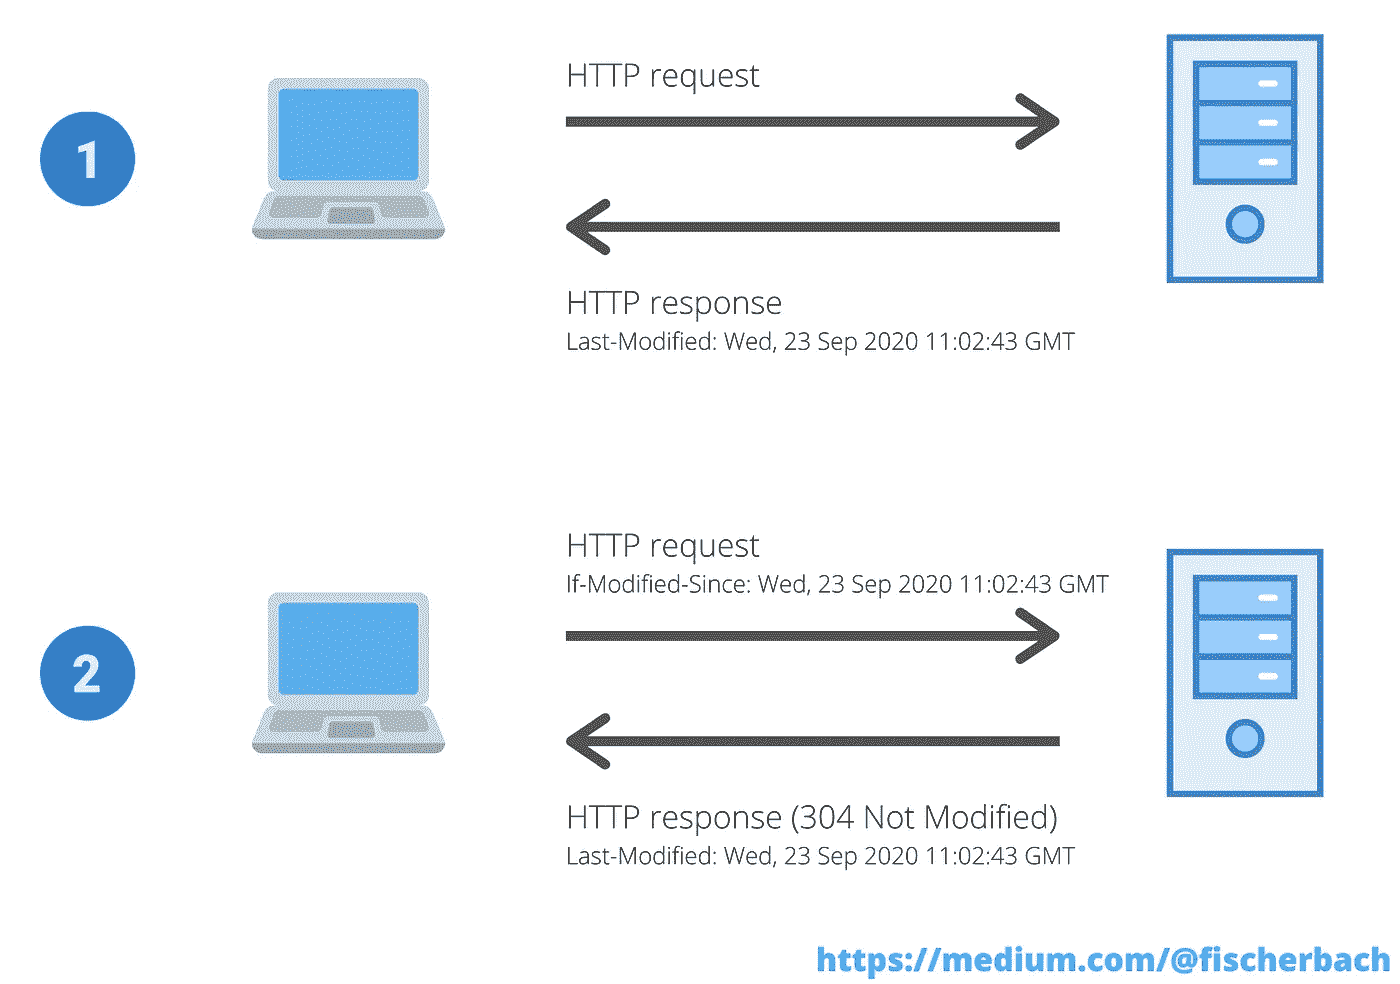 1
HTTP request
HTTP response
Last-Modified: Wed, 23 Sep 2020 11:02:43 GMT
2
HTTP request
If-Modified-Since: Wed, 23 Sep 2020 11:02:43 GMT
HTTP response (304 Not Modified)
Last-Modified: Wed, 23 Sep 2020 11:02:43 GMT
https://medium.com/@fischerbach